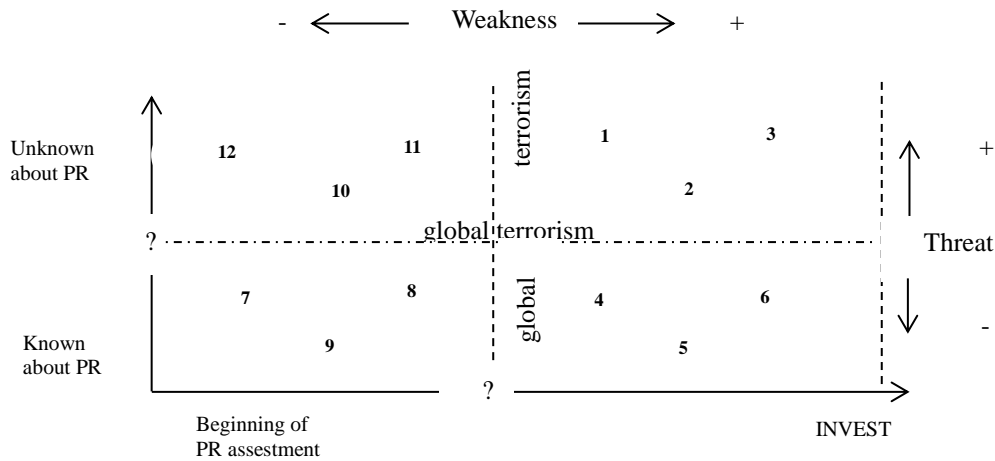 - Weakness +
Unknown
about PR
12
11
10
terrorism
1
3
2
+
? global terrorism
Threat
7
8
9
global
4
6
5
-
Known
about PR
?
Beginning of
PR assestment
INVEST